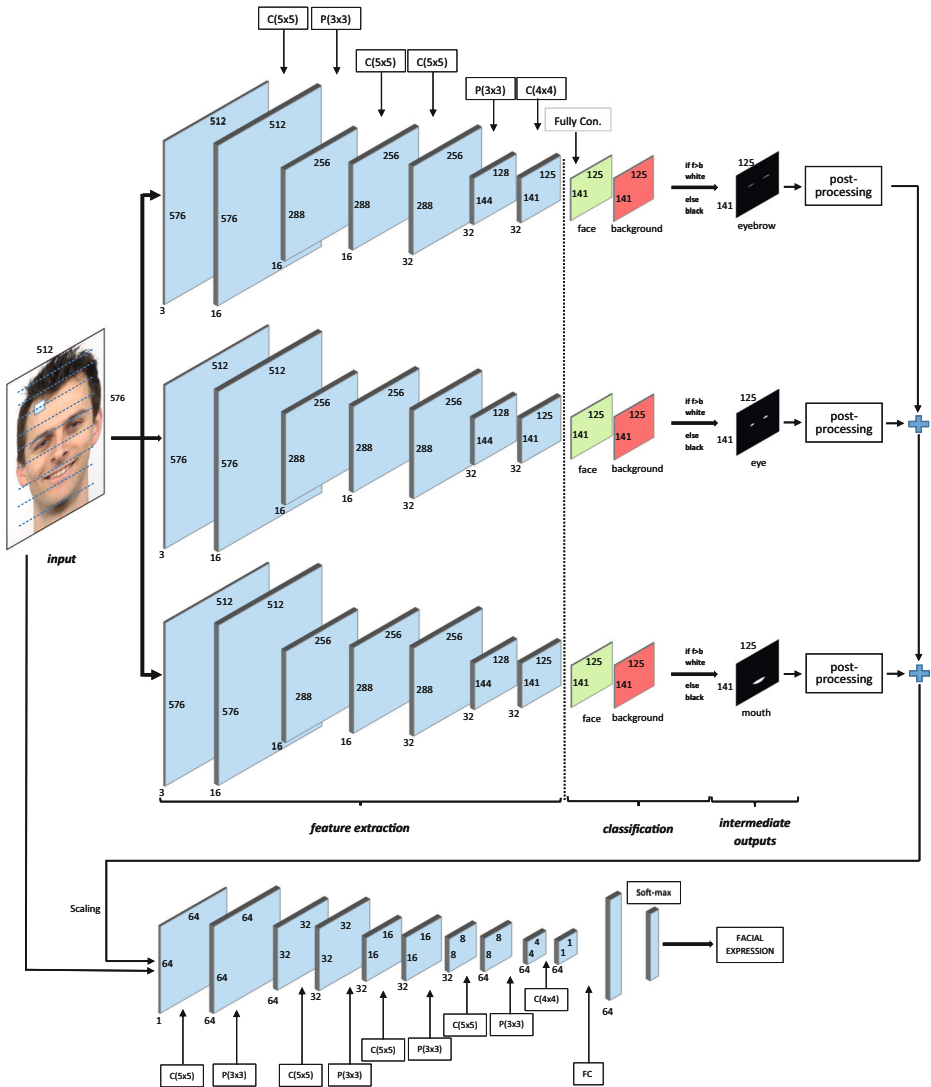 C(5x5)
P(3x3)
C(5x5)
C(5x5)
P(3x3)
C(4x4)
Fully Con.
512
512
256
256
256
128
125
576
576
288
288
288
144
141
3
16
16
16
32
32
32
125
125
141
141
face
background
if f>b
white
else
black
125
141
eyebrow
post-
processing
512
576
input
512
512
256
256
256
128
125
576
576
288
288
288
144
141
3
16
16
16
32
32
32
125
125
141
141
face
background
if f>b
white
else
black
125
141
eye
post-
processing
512
512
256
256
256
128
125
576
576
288
288
288
144
141
3
16
16
16
32
32
32
125
125
141
141
face
background
if f>b
white
else
black
125
141
mouth
post-
processing
feature extraction
classification
intermediate
outputs
Scaling
64
64
32
32
16
16
8
8
4
1
64
64
32
32
16
16
8
8
4
1
1
64
64
32
32
32
32
64
64
64
64
Soft-max
FACIAL
EXPRESSION
C(5x5)
P(3x3)
C(5x5)
P(3x3)
C(5x5)
P(3x3)
C(5x5)
P(3x3)
C(4x4)
FC